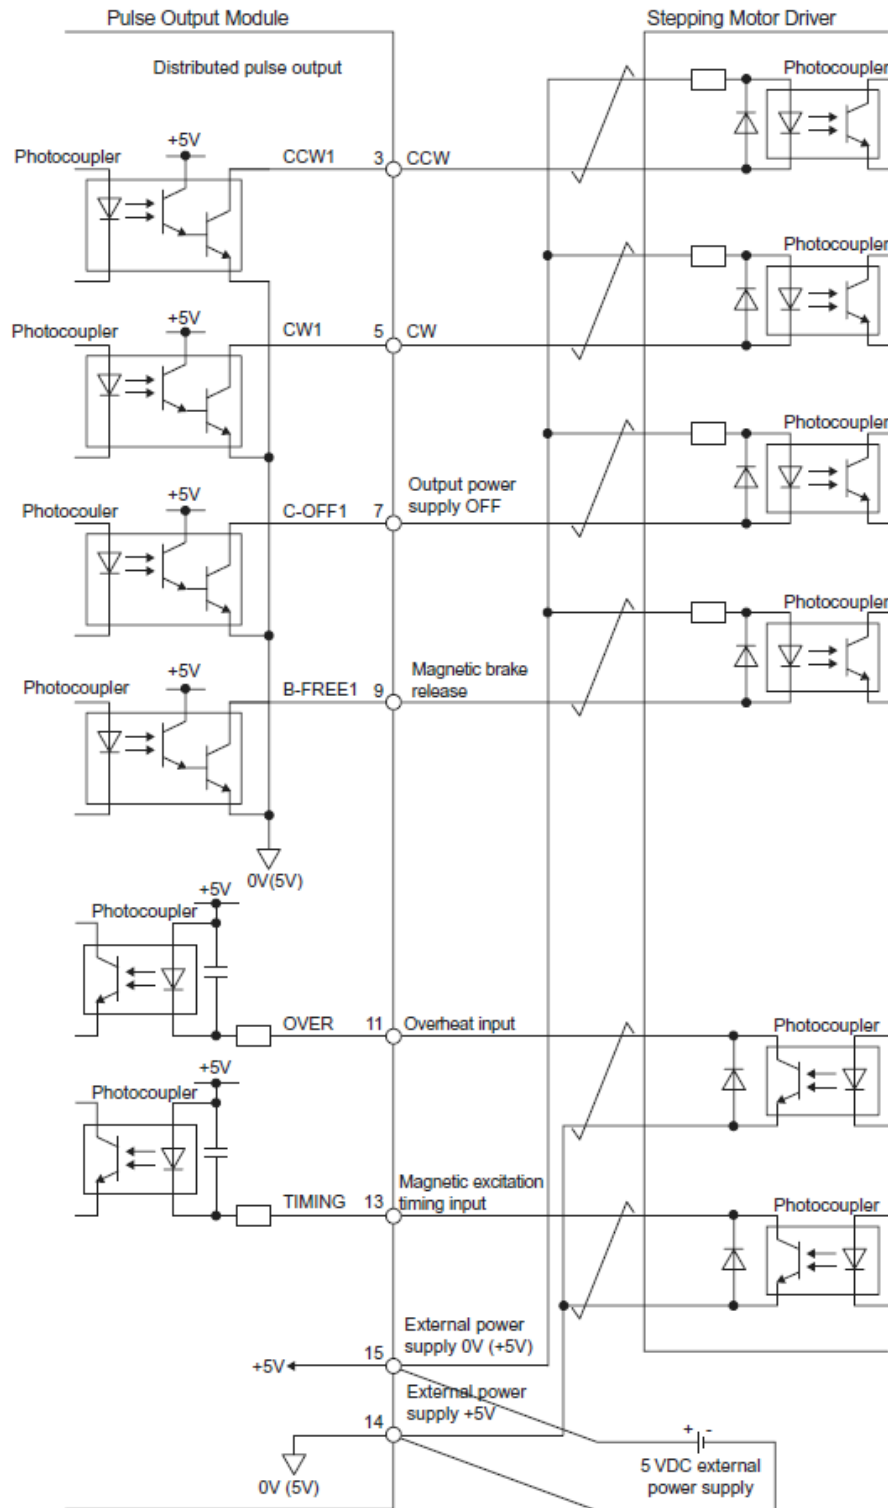 Pulse Output Module
Stepping Motor Driver
Distributed pulse output
Photocoupler
+5V
Photocoupler
CCW1
3
CCW
Photocoupler
+5V
Photocoupler
CW1
5
CW
Photocoupler
+5V
Photocouler
C-OFF1
7
Output power
supply OFF
Photocoupler
+5V
Photocoupler
B-FREE1
9
Magnetic brake
release
0V(5V)
+5V
Photocoupler
OVER
11
Overheat input
Photocoupler
+5V
Photocoupler
TIMING
13
Magnetic excitation
timing input
Photocoupler
External power
supply 0V (+5V)
15
+5V
External power
supply +5V
14
0V (5V)
+ -
5 VDC external
power supply